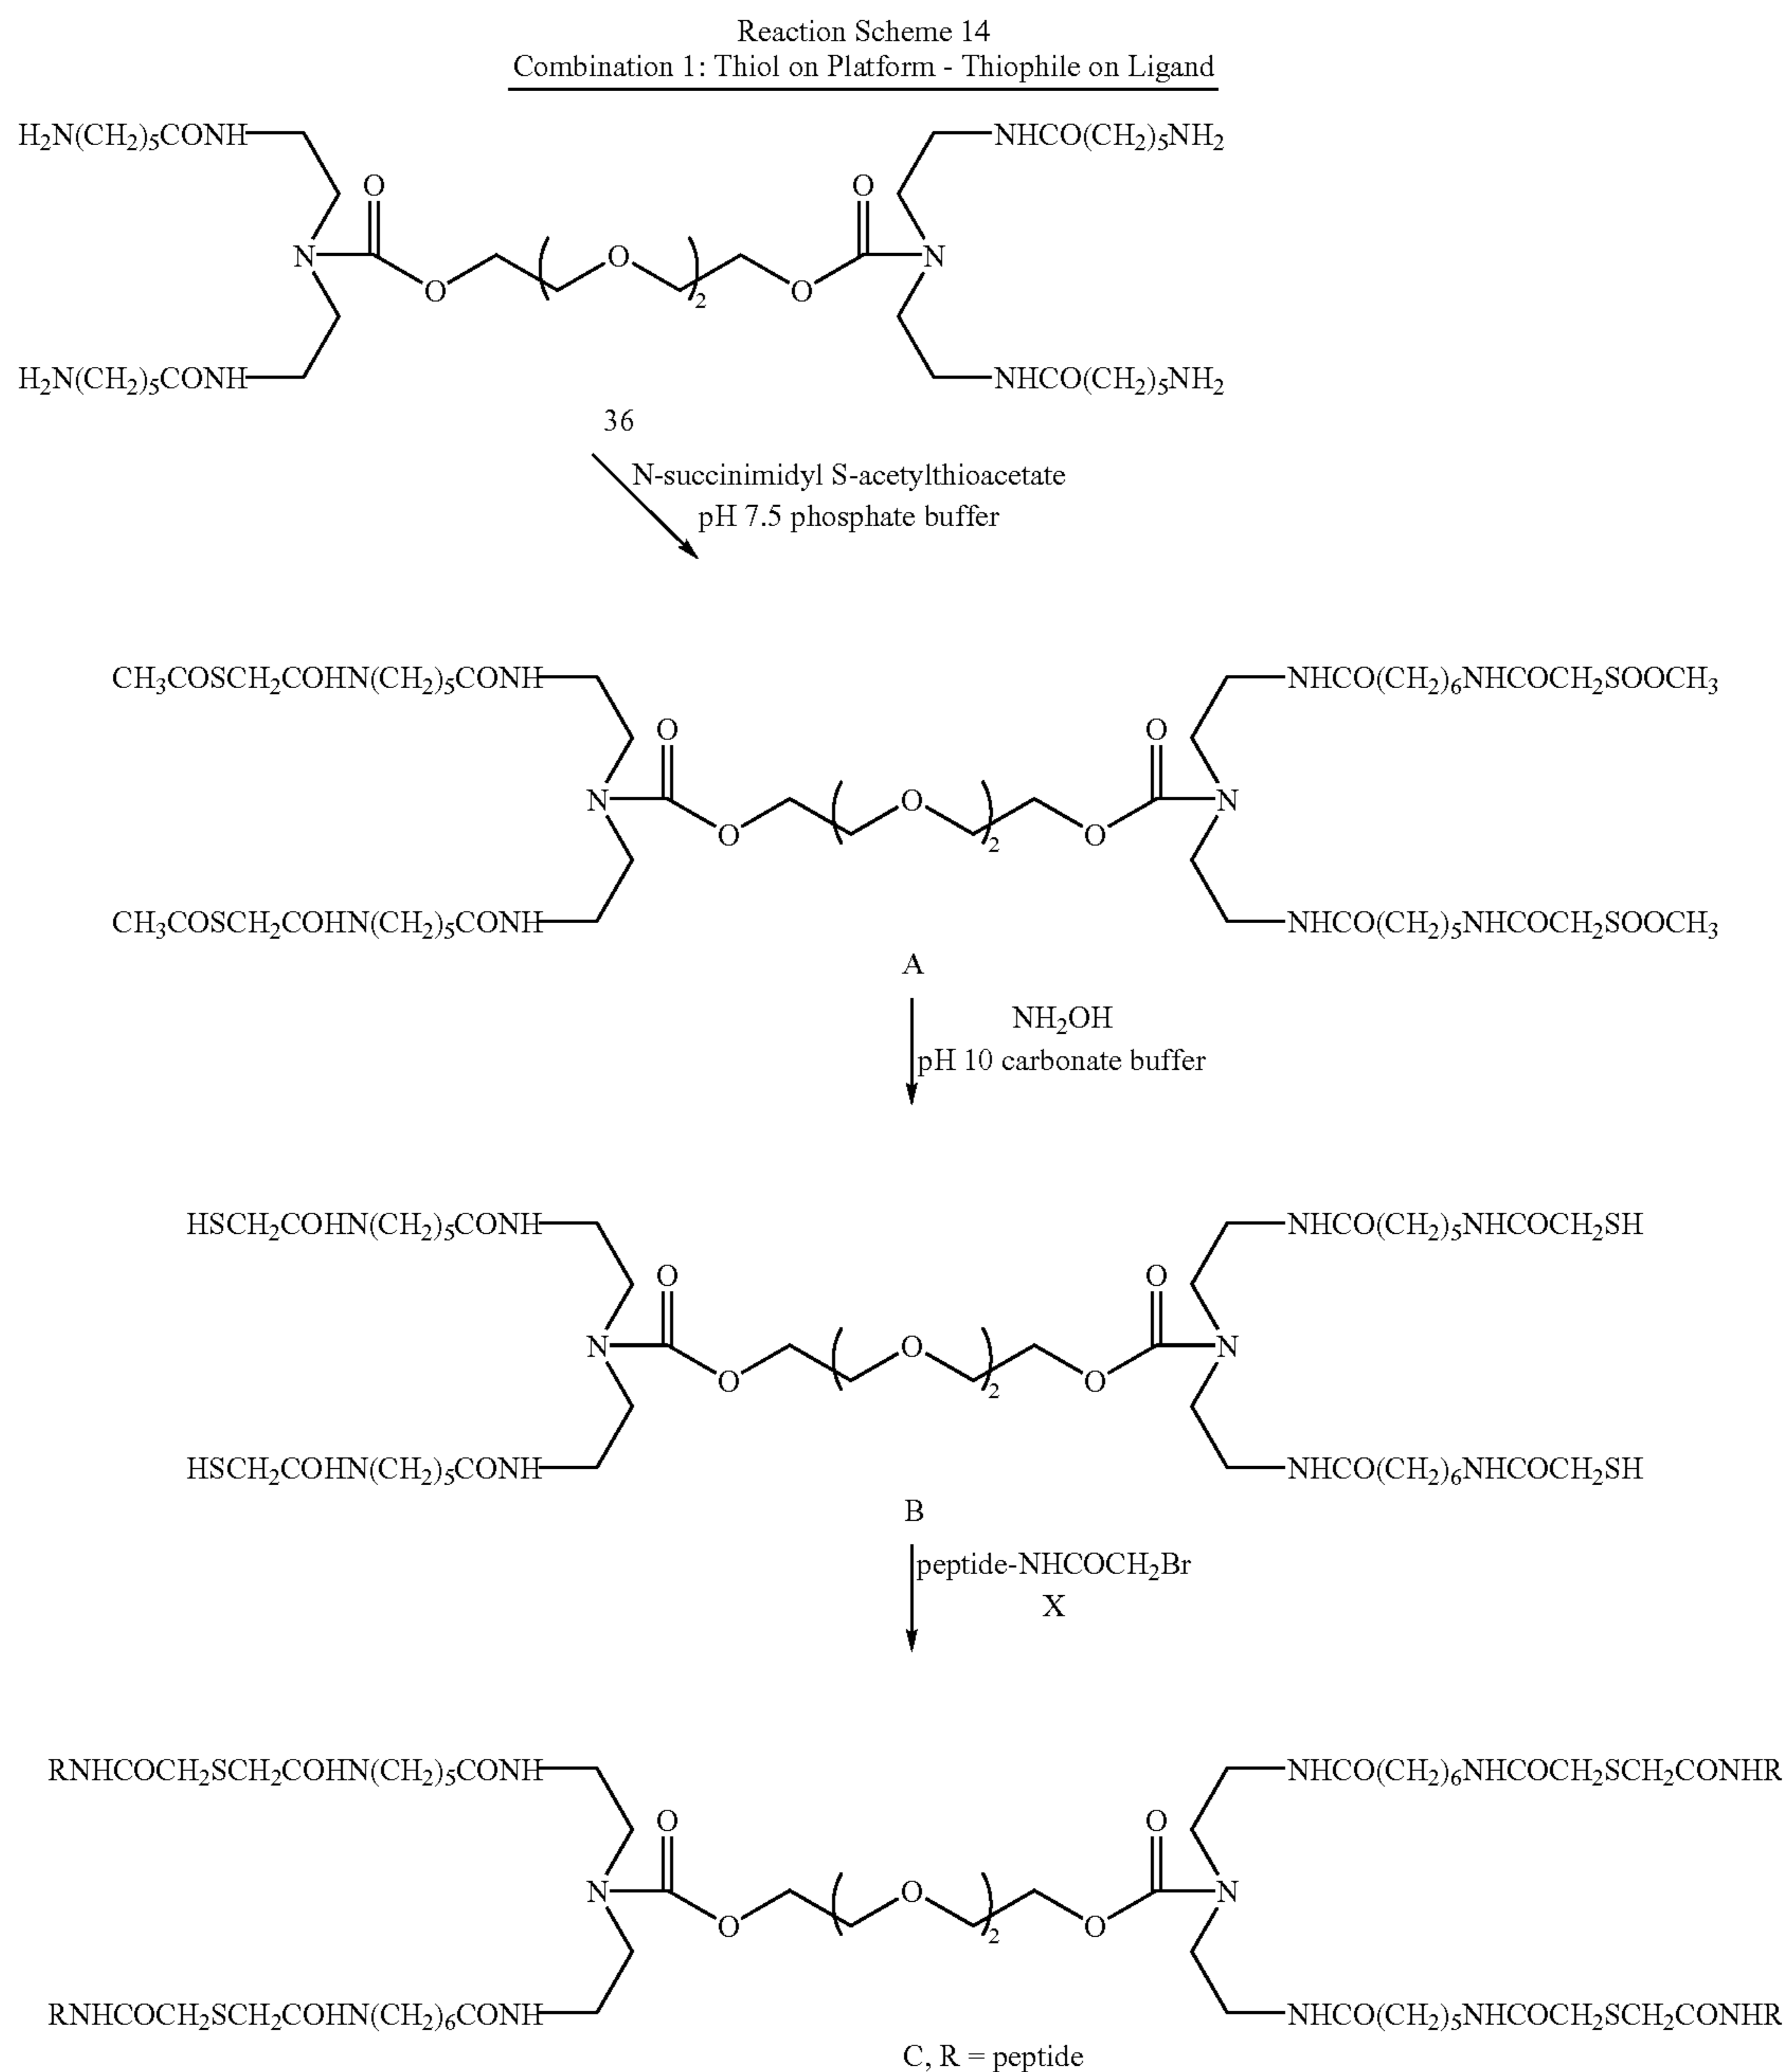 Reaction Scheme 14
Combination 1: Thiol on Platform - Thiophile on Ligand
H₂N(CH₂)₅CONH NHCO(CH₂)₅NH₂
O O
N O O N
O O
2
H₂N(CH₂)₅CONH NHCO(CH₂)₅NH₂
36
N-succinimidyl S-acetylthioacetate
pH 7.5 phosphate buffer
CH₃COSCH₂COHN(CH₂)₅CONH NHCO(CH₂)₆NHCOCH₂SOOCH₃
O O
N O N
O 2 O
CH₃COSCH₂COHN(CH₂)₅CONH NHCO(CH₂)₅NHCOCH₂SOOCH₃
A
NH₂OH
pH 10 carbonate buffer
HSCH₂COHN(CH₂)₅CONH NHCO(CH₂)₅NHCOCH₂SH
O O
N O N
O 2 O
HSCH₂COHN(CH₂)₅CONH NHCO(CH₂)₆NHCOCH₂SH
B
peptide-NHCOCH₂Br
X
RNHCOCH₂SCH₂COHN(CH₂)₅CONH NHCO(CH₂)₆NHCOCH₂SCH₂CONHR
O O
N O N
O 2 O
RNHCOCH₂SCH₂COHN(CH₂)₆CONH NHCO(CH₂)₅NHCOCH₂SCH₂CONHR
C, R = peptide